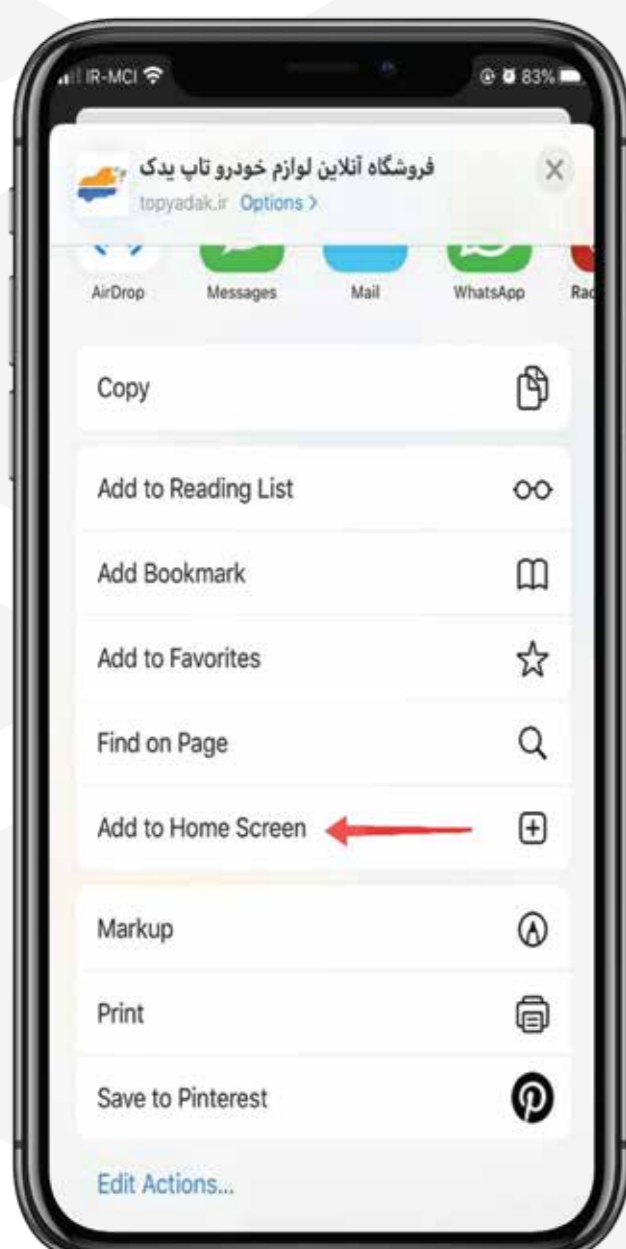 IR-MCI 83%
فروشگاه آنلاین لوازم خودرو تاپ یدک
topyadak.ir Options >
AirDrop Messages Mail WhatsApp
Copy
Add to Reading List
Add Bookmark
Add to Favorites
Find on Page
Add to Home Screen
Markup
Print
Save to Pinterest
Edit Actions...